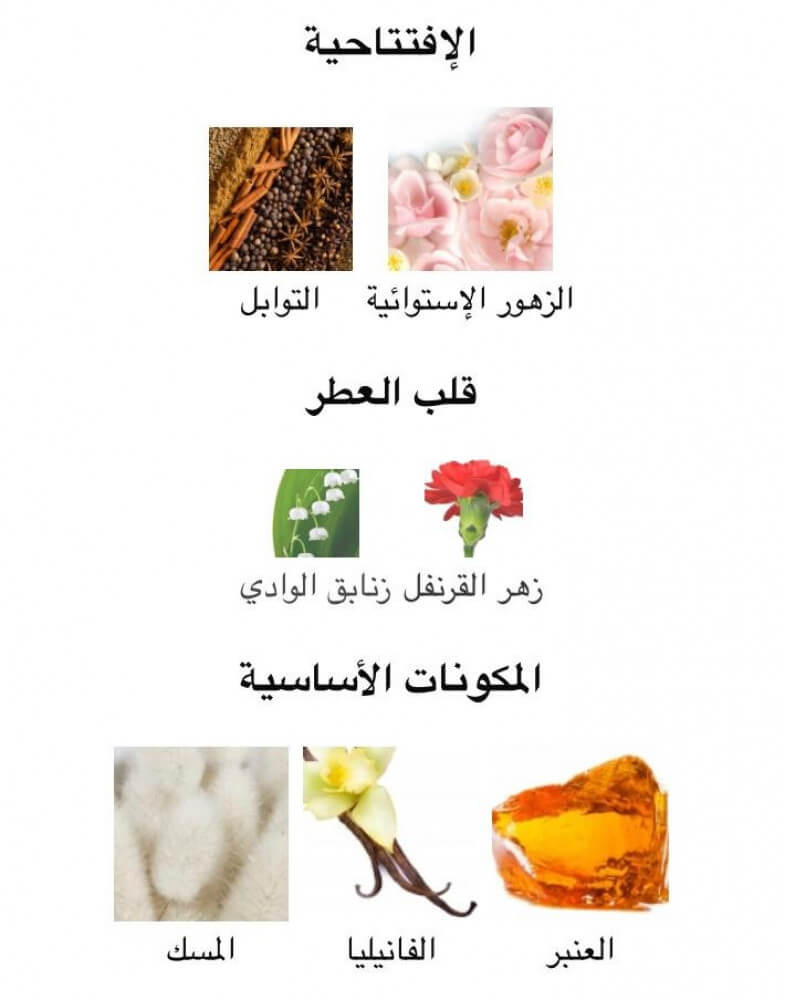 الإفتتاحية
الزهور الإستوائية التوابل
قلب العطر
زهر القرنفل زنابق الوادي
المكونات الأساسية
العنبر الفانيليا المسك